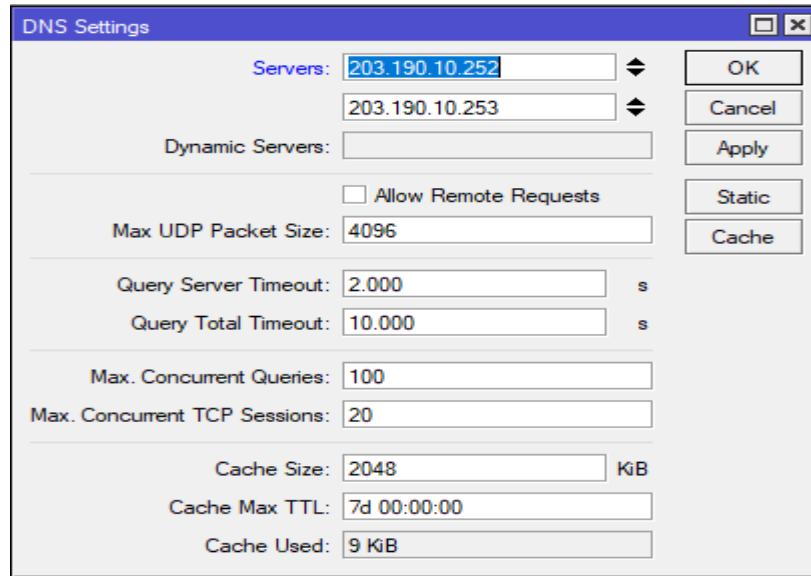 DNS Settings
Servers: 203.190.10.252 OK
203.190.10.253 Cancel
Dynamic Servers: Apply
Allow Remote Requests Static
Max UDP Packet Size: 4096 Cache
Query Server Timeout: 2.000 s
Query Total Timeout: 10.000 s
Max. Concurrent Queries: 100
Max. Concurrent TCP Sessions: 20
Cache Size: 2048 KiB
Cache Max TTL: 7d 00:00:00
Cache Used: 9 KiB